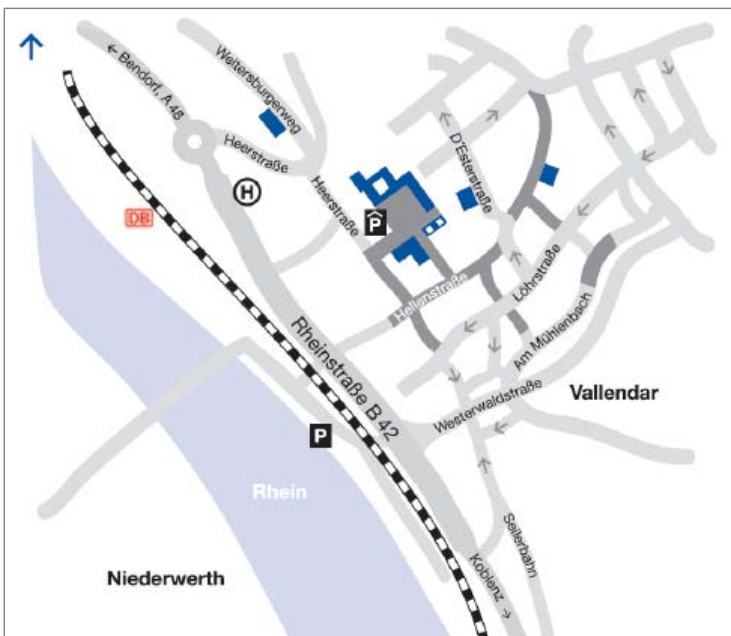 ← Bendorf, A 48
Weitersburgerweg
Heerstraße
H
DB
Heerstraße
P
D'Esterstraße
Hellenstraße
Löhrstraße
Rheinstraße B 42
Am Mühlenbach
Westerwaldstraße
Vallendar
P
Rhein
Seilerbahn
Niederwerth
Koblenz →